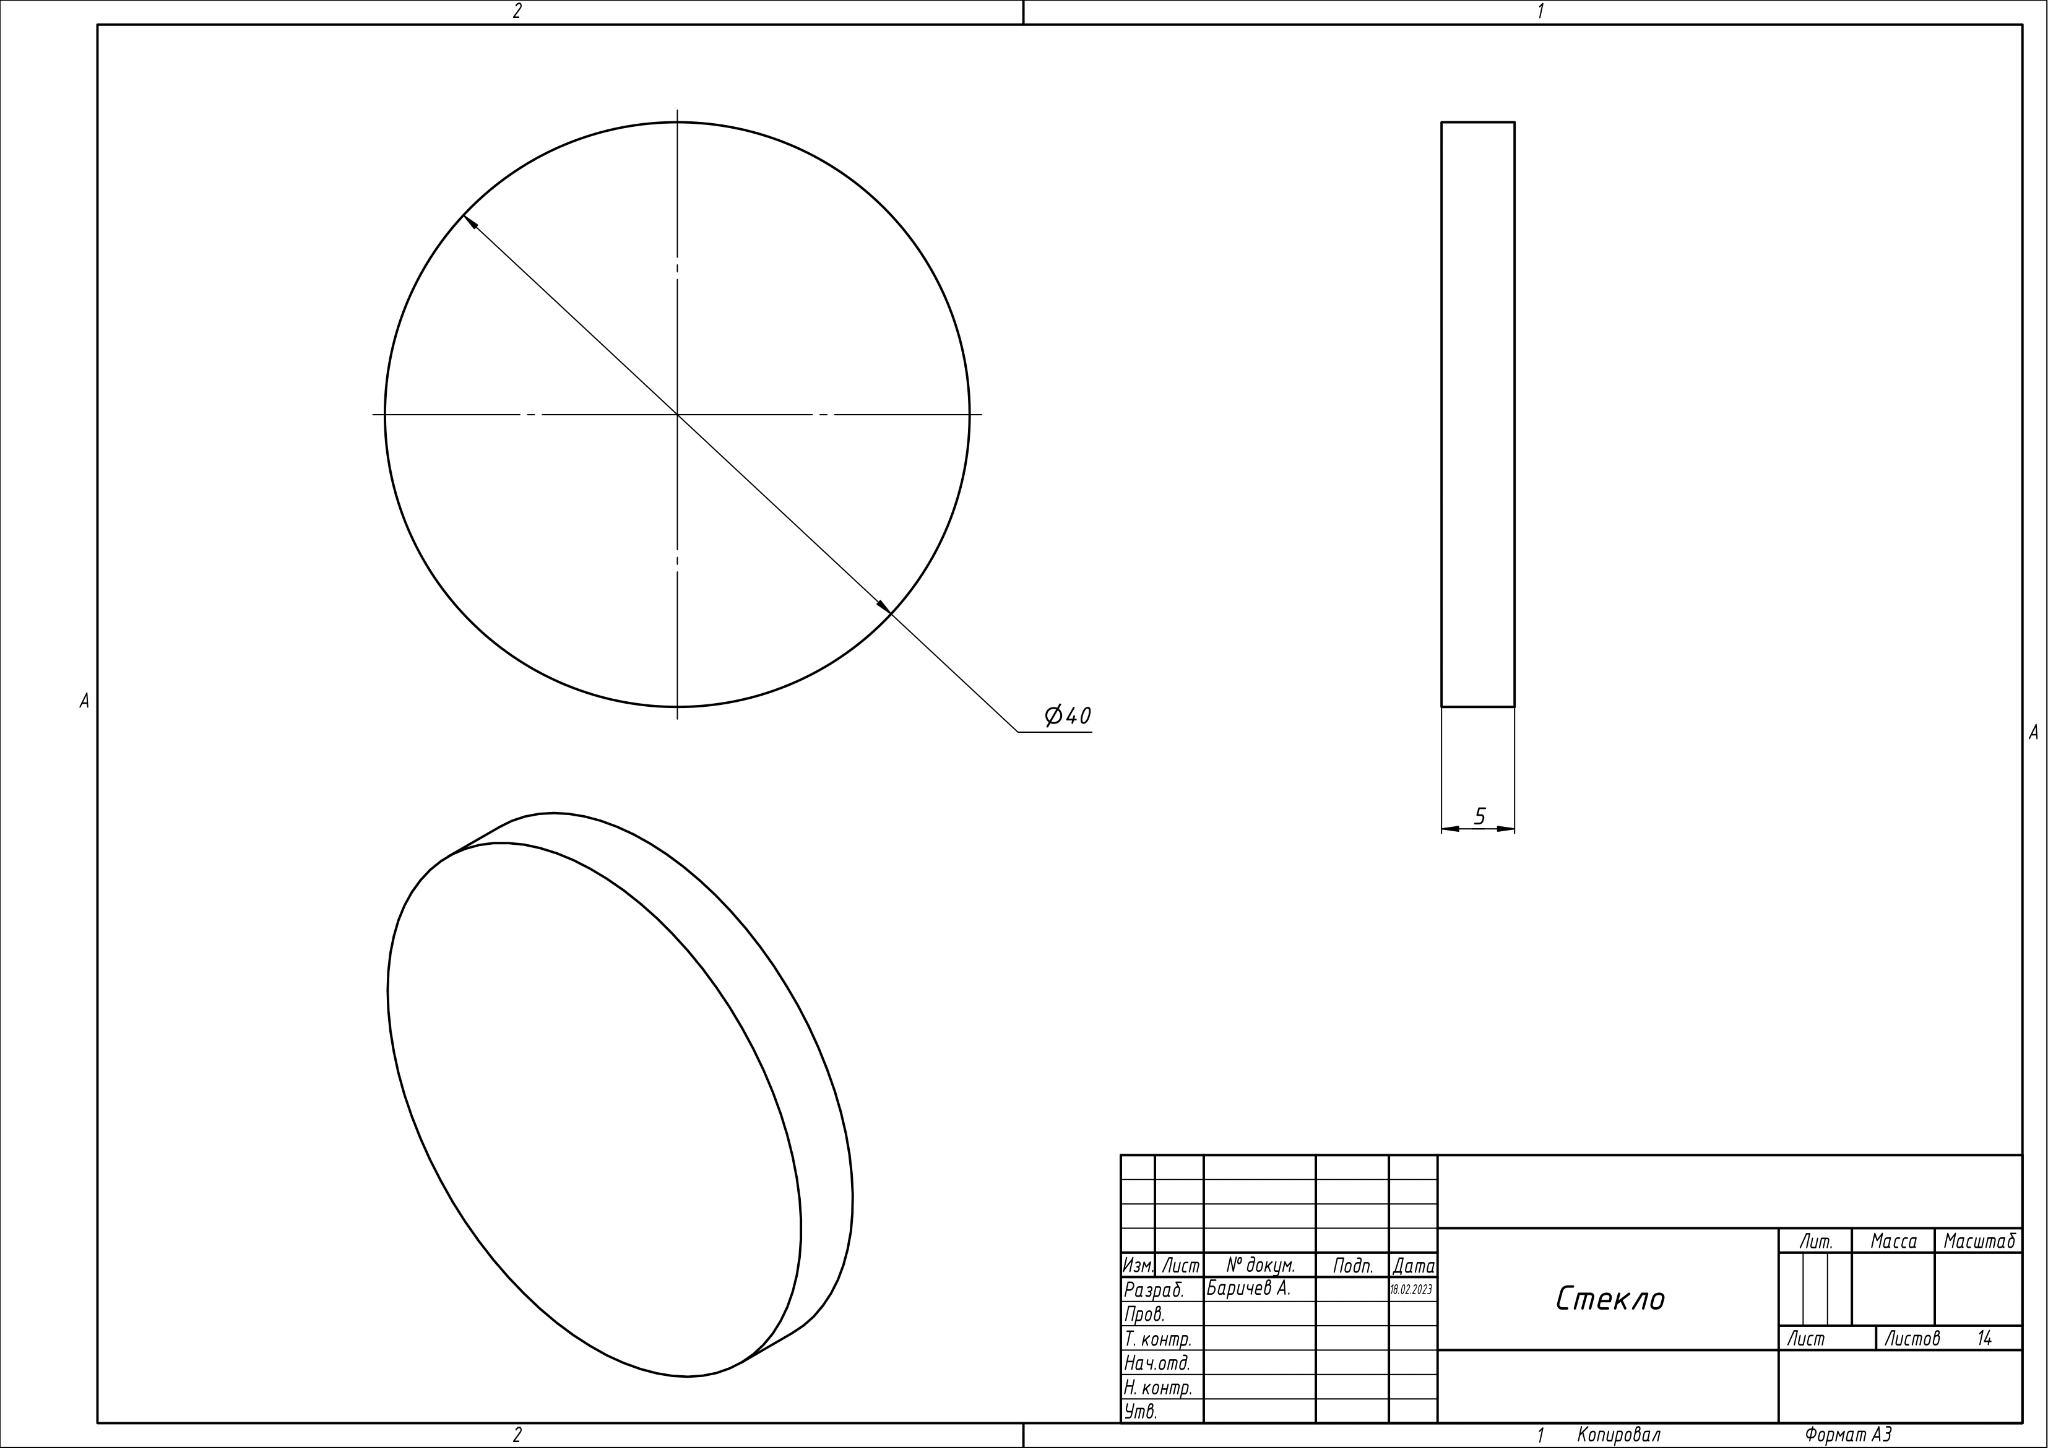 2 1
⌀40
A
A
5
Изм. Лист № докум. Подп. Дата
Разраб. Баричев А. 18.02.2023
Пров.
Т. контр.
Нач.отд.
Н. контр.
Утв.
Стекло
Лит. Масса Масштаб
Лист Листов 14
2 1 Копировал Формат А3